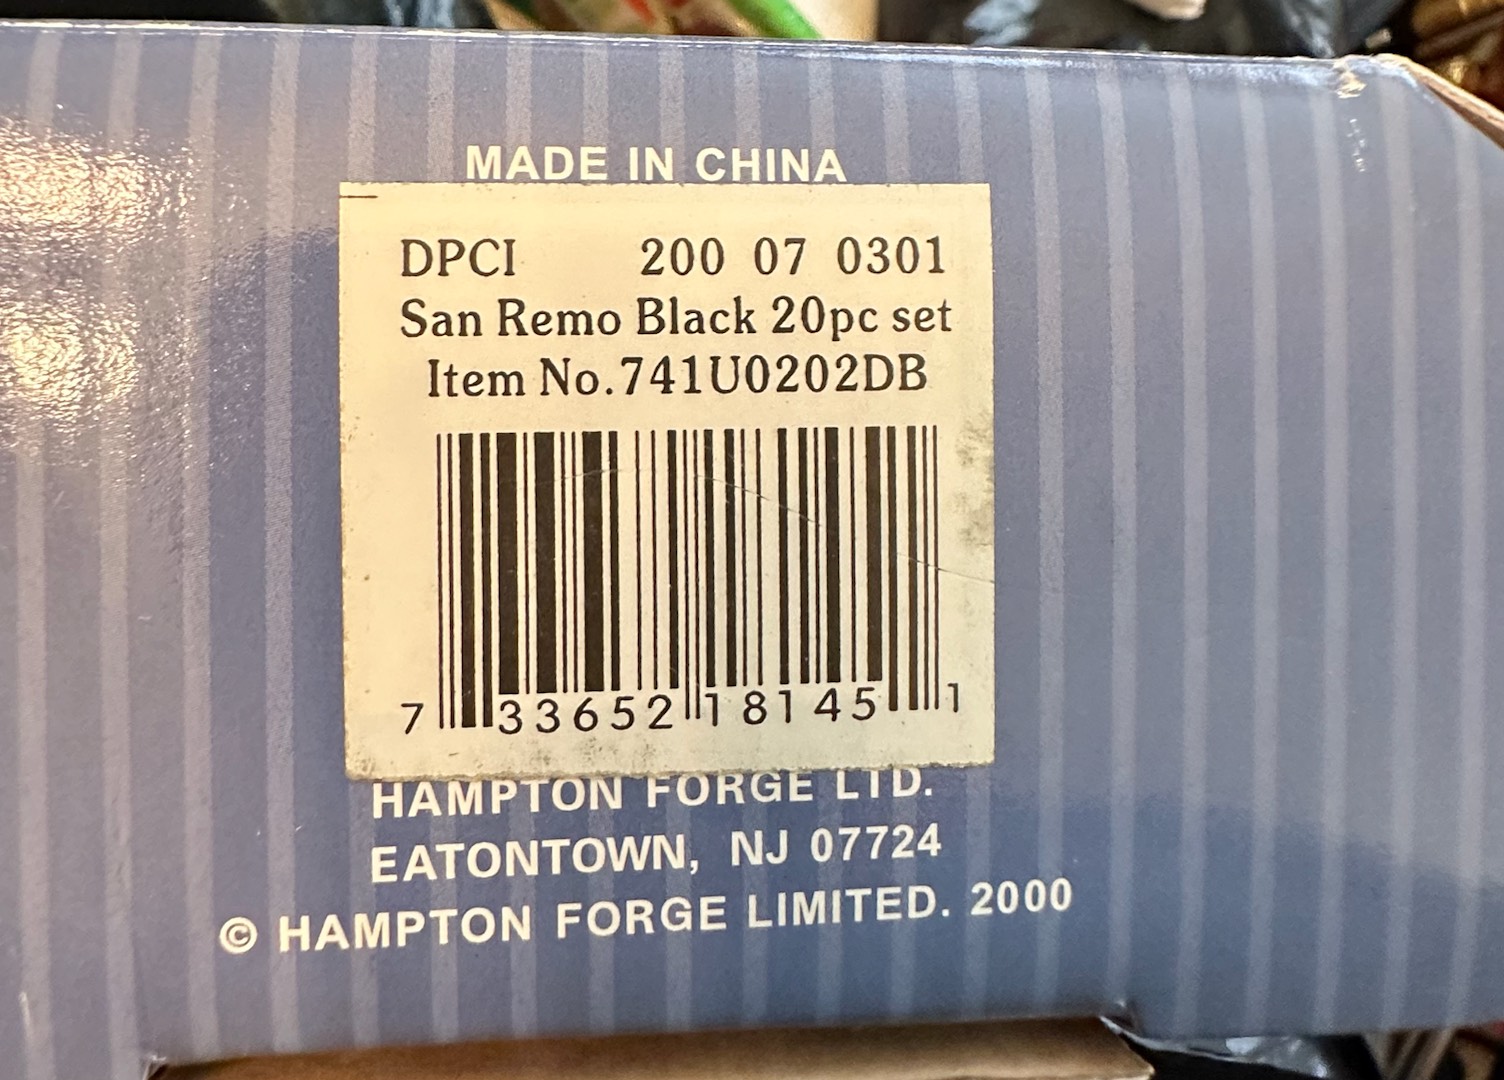 MADE IN CHINA
DPCI 200 07 0301
San Remo Black 20pc set
Item No.741U0202DB
7 33652 18145 1
HAMPTON FORGE LTD.
EATONTOWN, NJ 07724
© HAMPTON FORGE LIMITED. 2000